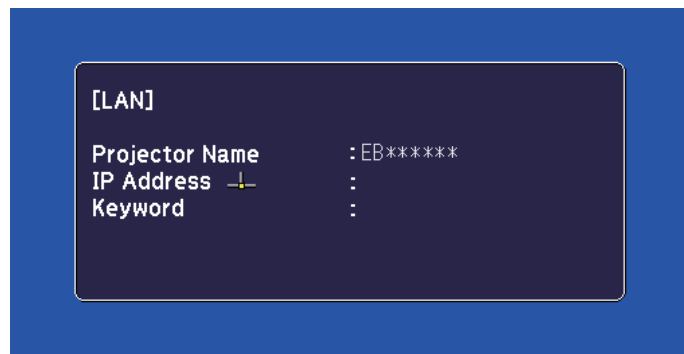 [LAN]
Projector Name : EB******
IP Address :
Keyword :